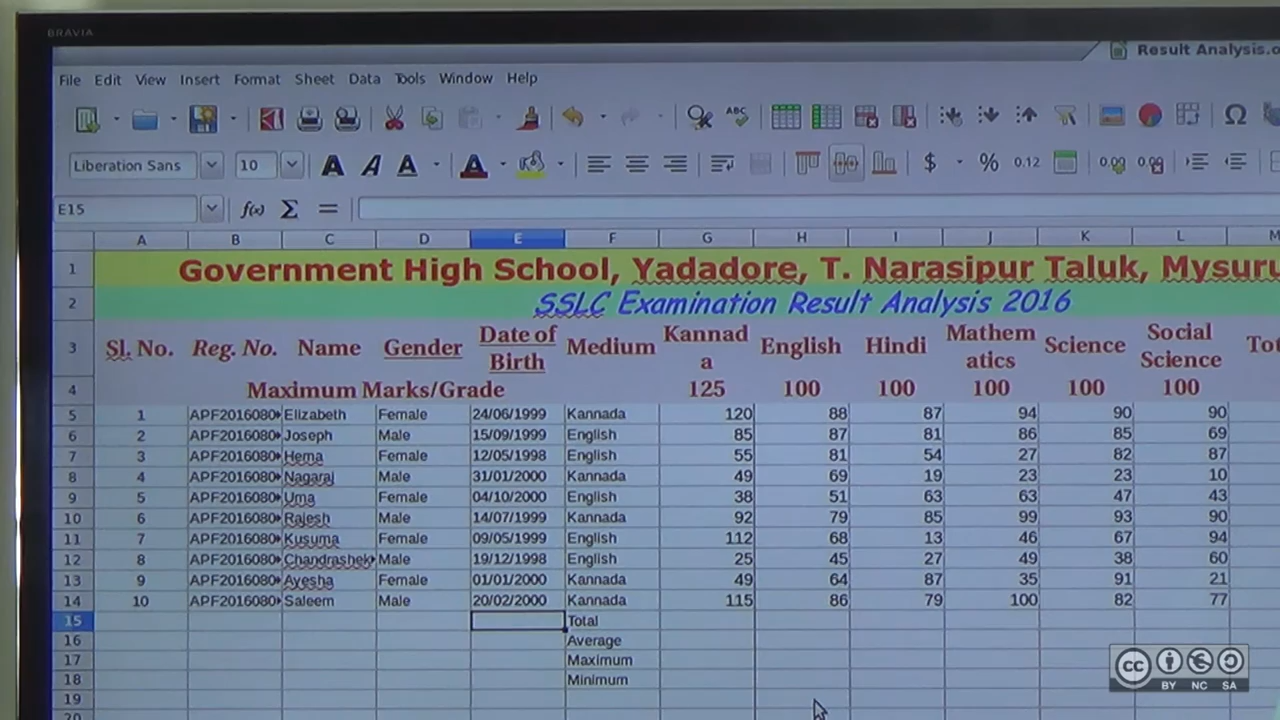 BRAVIA
Result Analysis.o
File Edit View Insert Format Sheet Data Tools Window Help
Liberation Sans 10 $ % 0.12 0.00 0.00
E15 f(x) Σ =
A B C D E F G H I J K L M
1 Government High School, Yadadore, T. Narasipur Taluk, Mysuru
2 SSLC Examination Result Analysis 2016
3 Sl. No. Reg. No. Name Gender Date of Birth Medium Kannada English Hindi Mathematics Science Social Science Tot
4 Maximum Marks/Grade 125 100 100 100 100 100
5 1 APF2016080 Elizabeth Female 24/06/1999 Kannada 120 88 87 94 90 90
6 2 APF2016080 Joseph Male 15/09/1999 English 85 87 81 86 85 69
7 3 APF2016080 Hema Female 12/05/1998 English 55 81 54 27 82 87
8 4 APF2016080 Nagaraj Male 31/01/2000 Kannada 49 69 19 23 23 10
9 5 APF2016080 Uma Female 04/10/2000 English 38 51 63 63 47 43
10 6 APF2016080 Rajesh Male 14/07/1999 Kannada 92 79 85 99 93 90
11 7 APF2016080 Kusuma Female 09/05/1999 English 112 68 13 46 67 94
12 8 APF2016080 Chandrashek Male 19/12/1998 English 25 45 27 49 38 60
13 9 APF2016080 Ayesha Female 01/01/2000 Kannada 49 64 87 35 91 21
14 10 APF2016080 Saleem Male 20/02/2000 Kannada 115 86 79 100 82 77
15 Total
16 Average
17 Maximum
18 Minimum
19
20
cc BY NC SA